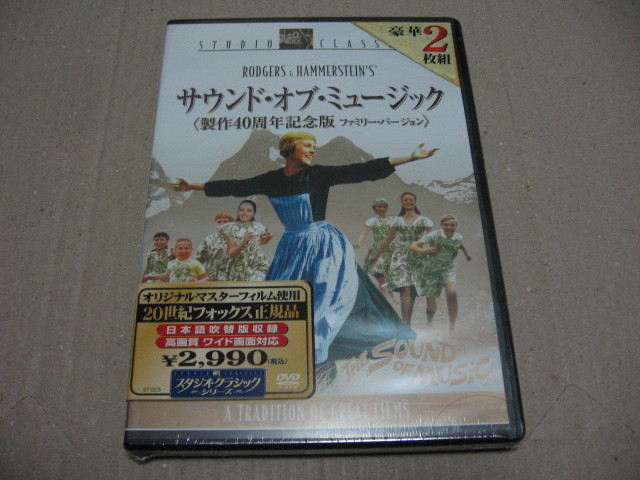 STUDIO CLASSICS
豪華2枚組
RODGERS & HAMMERSTEIN'S
サウンド・オブ・ミュージック
〈製作40周年記念版 ファミリー・バージョン〉
オリジナルマスターフィルム使用
20世紀フォックス正規品
日本語吹替版収録
高画質 ワイド画面対応
¥2,990(税込)
STUDIO CLASSICS
スタジオ・クラシック
シリーズ
DVD
THE SOUND
OF MUSIC
A TRADITION OF GREAT FILMS